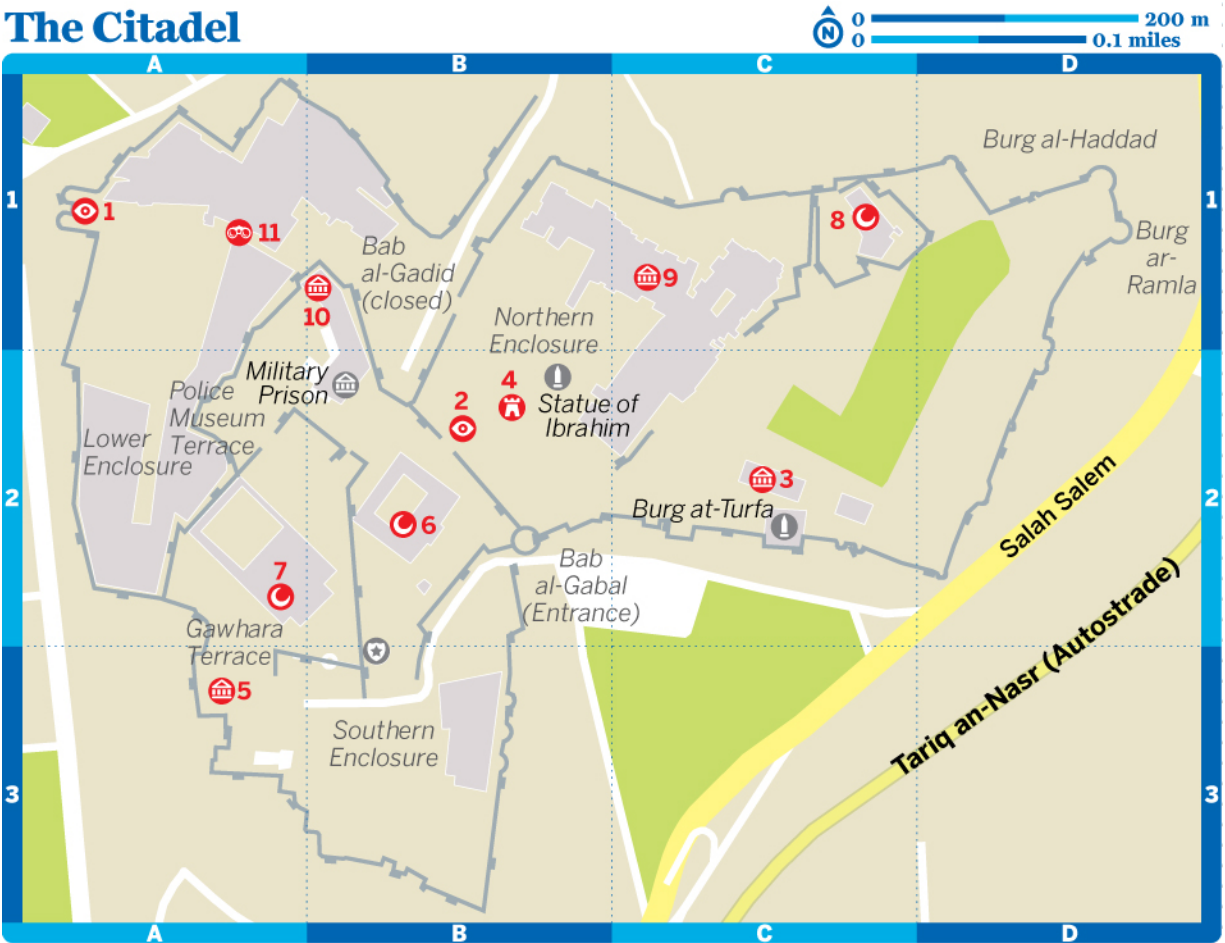 The Citadel
N
0 200 m
0 0.1 miles
A B C D
1
1
Burg al-Haddad
1
11
8
Burg
ar-
Ramla
Bab
al-Gadid
(closed)
9
10
Northern
Enclosure
Military
Prison
4
2
Statue of
Ibrahim
Police
Museum
Terrace
Lower
Enclosure
2
2
3
Burg at-Turfa
6
Salah Salem
Bab
al-Gabal
(Entrance)
7
Gawhara
Terrace
Tariq an-Nasr (Autostrade)
5
Southern
Enclosure
3
3
A B C D